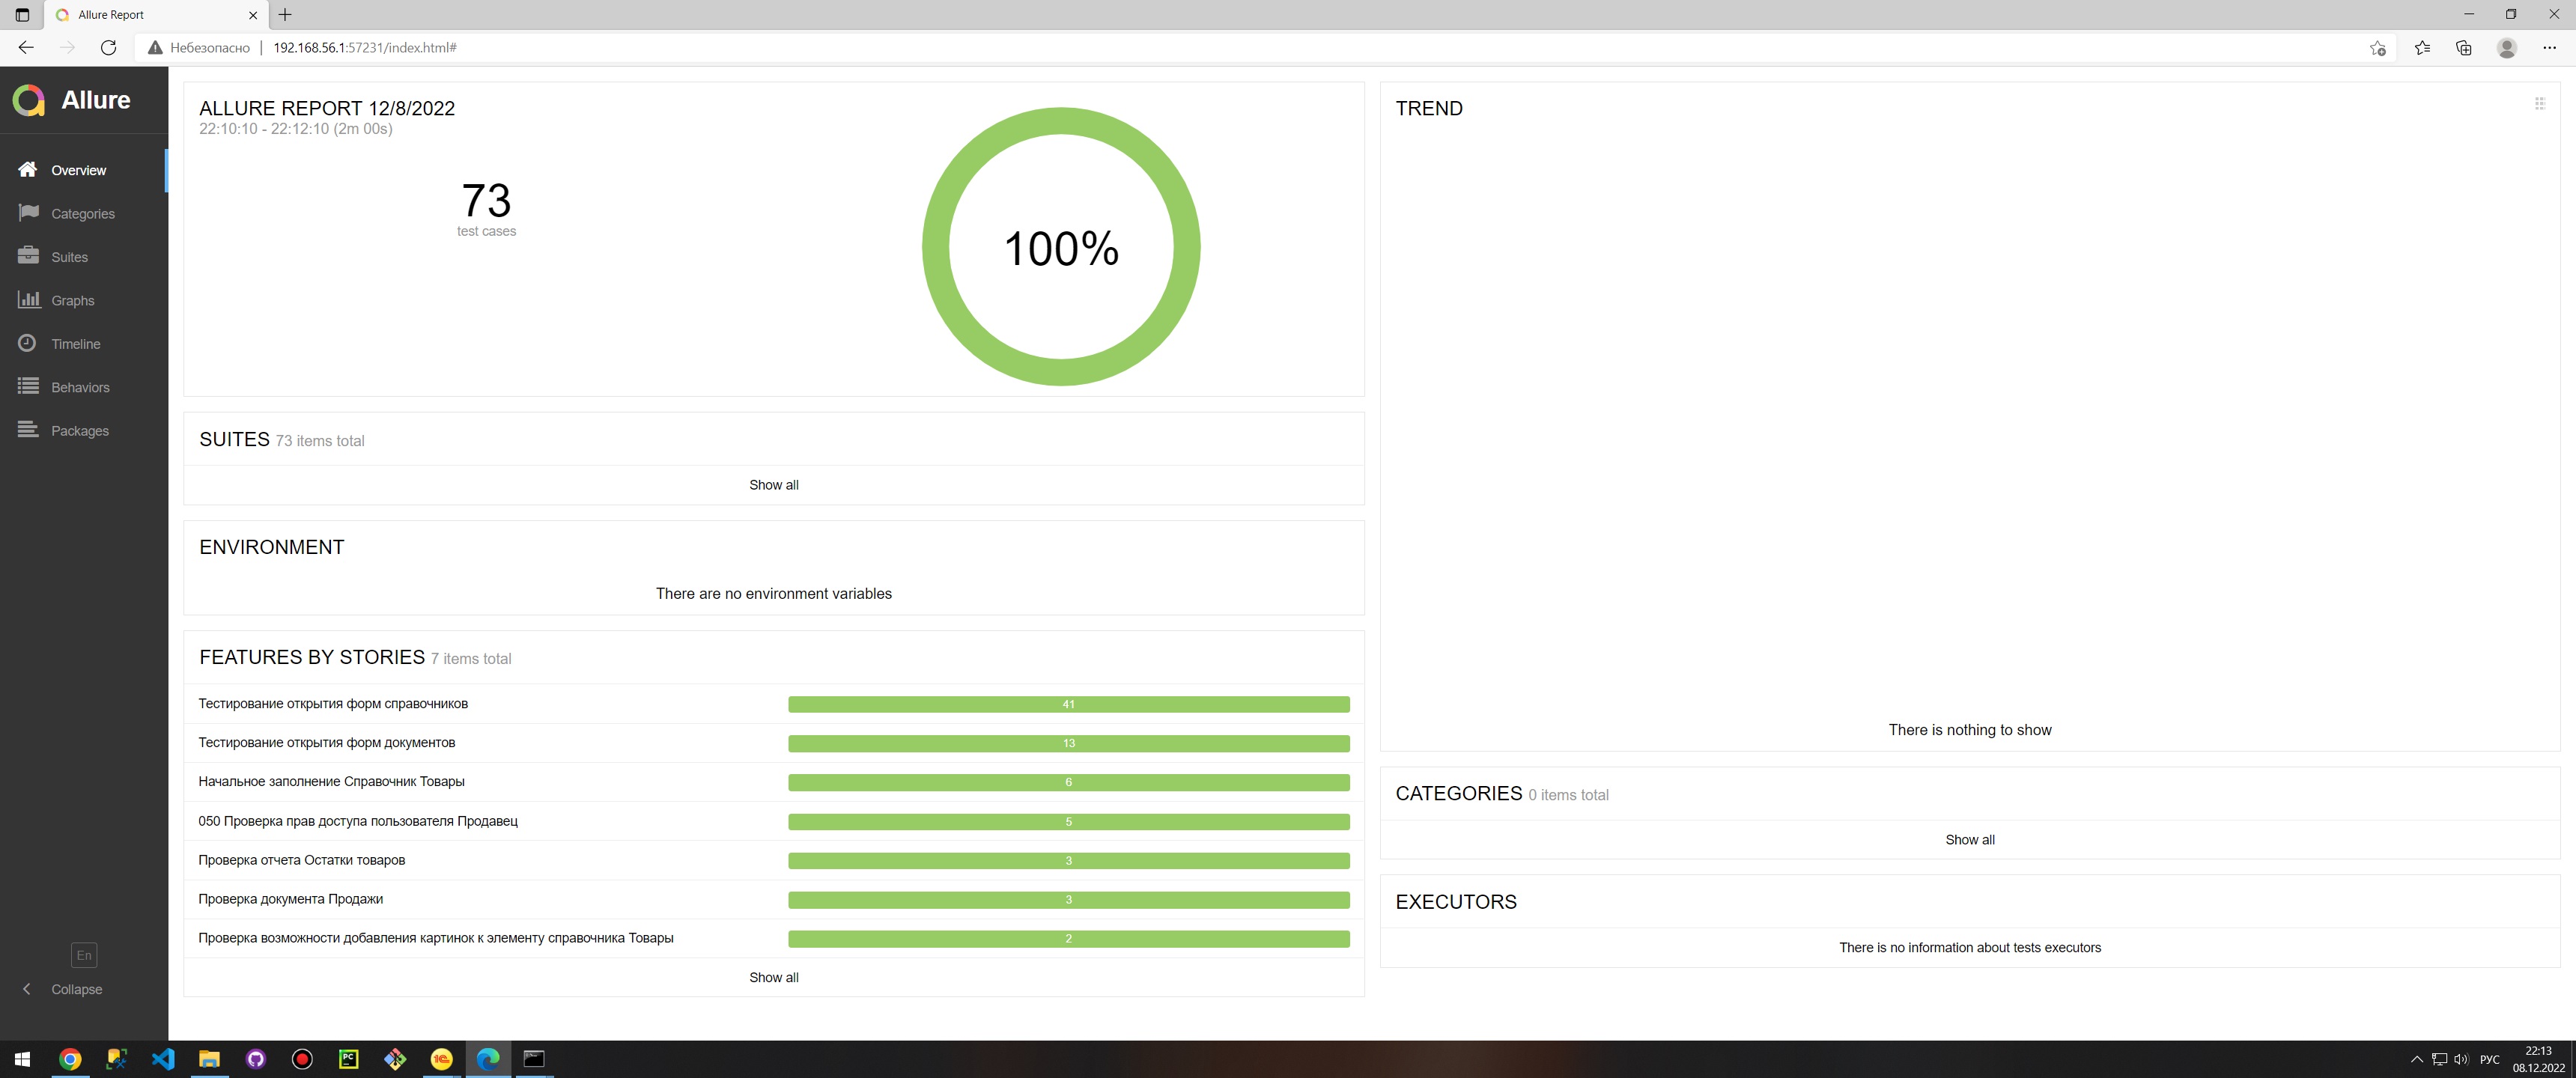 Allure Report
Небезопасно
192.168.56.1:57231/index.html#
Allure
Overview
Categories
Suites
Graphs
Timeline
Behaviors
Packages
En
Collapse
ALLURE REPORT 12/8/2022
22:10:10 - 22:12:10 (2m 00s)
73
test cases
100%
SUITES 73 items total
Show all
ENVIRONMENT
There are no environment variables
FEATURES BY STORIES 7 items total
Тестирование открытия форм справочников 41
Тестирование открытия форм документов 13
Начальное заполнение Справочник Товары 6
050 Проверка прав доступа пользователя Продавец 5
Проверка отчета Остатки товаров 3
Проверка документа Продажи 3
Проверка возможности добавления картинок к элементу справочника Товары 2
Show all
TREND
There is nothing to show
CATEGORIES 0 items total
Show all
EXECUTORS
There is no information about tests executors
PC
1C
РУС
22:13
08.12.2022